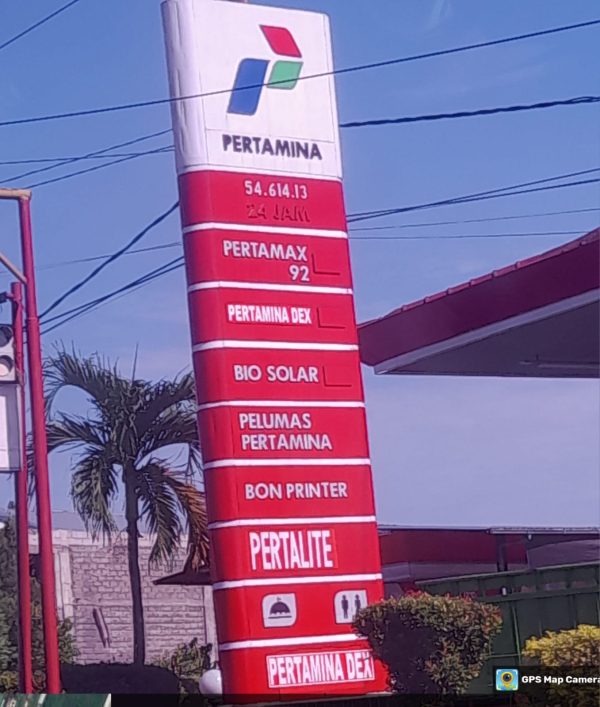 PERTAMINA
54.614.13
24 JAM
PERTAMAX
92
PERTAMINA DEX
BIO SOLAR
PELUMAS
PERTAMINA
BON PRINTER
PERTALITE
PERTAMINA DEX
GPS Map Camera